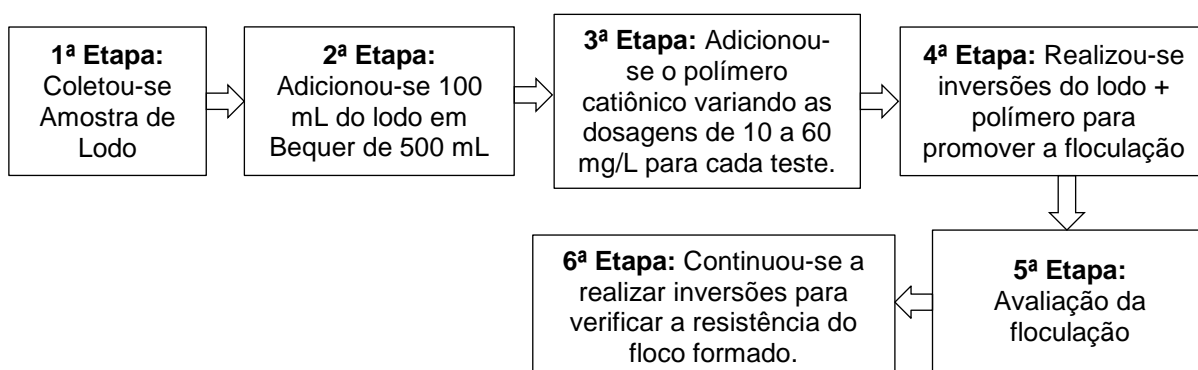 1ª Etapa:
Coletou-se
Amostra de
Lodo
2ª Etapa:
Adicionou-se 100
mL do lodo em
Bequer de 500 mL
3ª Etapa: Adicionou-
se o polímero
catiônico variando as
dosagens de 10 a 60
mg/L para cada teste.
4ª Etapa: Realizou-se
inversões do lodo +
polímero para
promover a floculação
5ª Etapa:
Avaliação da
floculação
6ª Etapa: Continuou-se a
realizar inversões para
verificar a resistência do
floco formado.